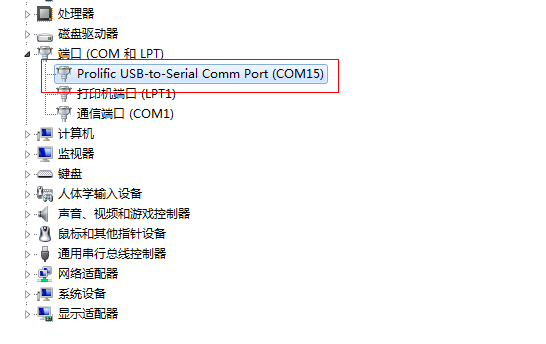 处理器
磁盘驱动器
端口 (COM 和 LPT)
Prolific USB-to-Serial Comm Port (COM15)
打印机端口 (LPT1)
通信端口 (COM1)
计算机
监视器
键盘
人体学输入设备
声音、视频和游戏控制器
鼠标和其他指针设备
通用串行总线控制器
网络适配器
系统设备
显示适配器